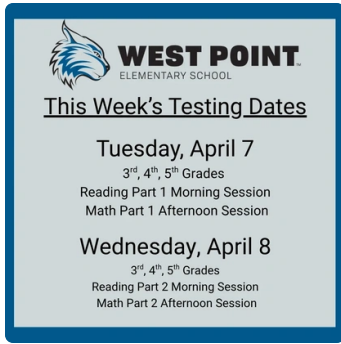 WEST POINT™
ELEMENTARY SCHOOL
This Week's Testing Dates
Tuesday, April 7
3rd, 4th, 5th Grades
Reading Part 1 Morning Session
Math Part 1 Afternoon Session
Wednesday, April 8
3rd, 4th, 5th Grades
Reading Part 2 Morning Session
Math Part 2 Afternoon Session